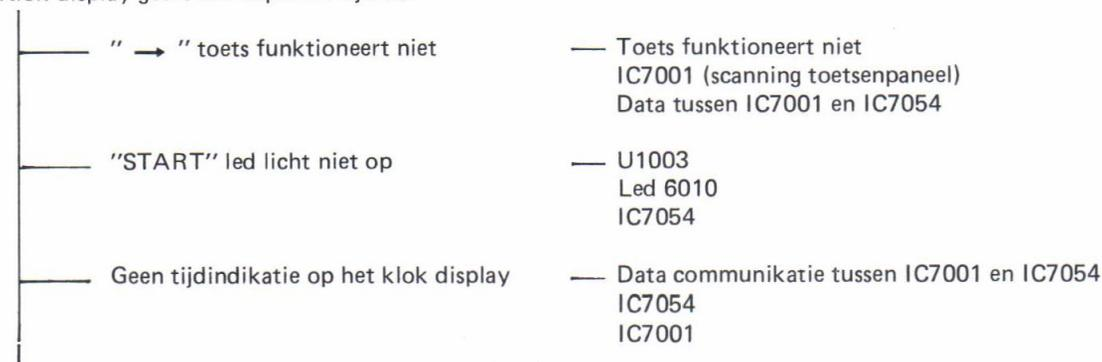 " → " toets funktioneert niet — Toets funktioneert niet
IC7001 (scanning toetsenpaneel)
Data tussen IC7001 en IC7054
"START" led licht niet op — U1003
Led 6010
IC7054
Geen tijdindikatie op het klok display — Data communikatie tussen IC7001 en IC7054
IC7054
IC7001